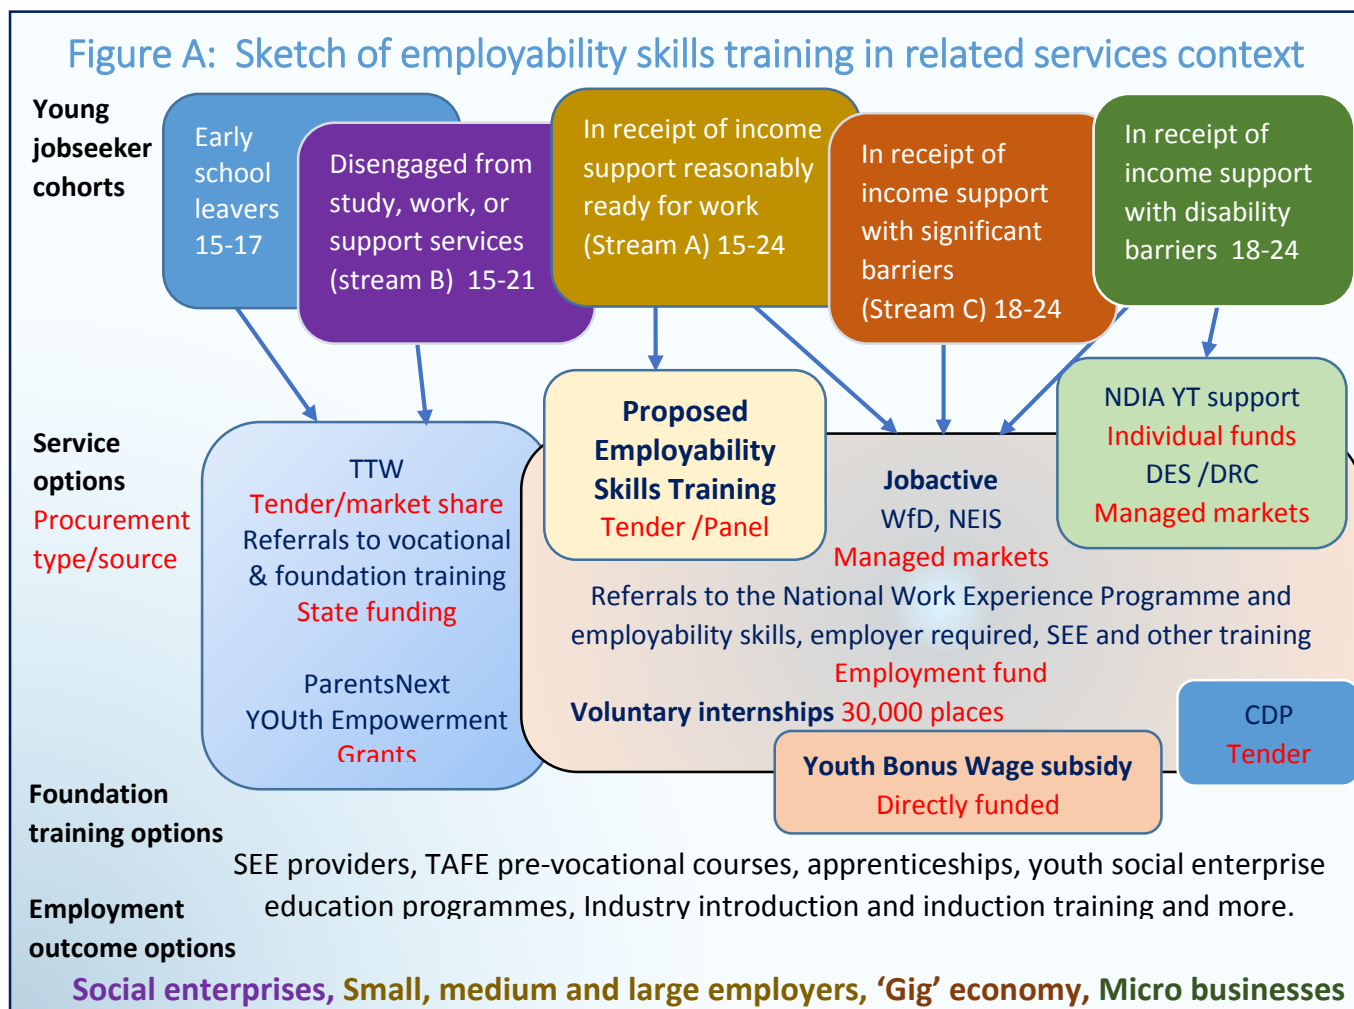 Figure A:  Sketch of employability skills training in related services context
Young
jobseeker
cohorts
Early
school
leavers
15-17
Disengaged from
study, work, or
support services
(stream B)  15-21
In receipt of income
support reasonably
ready for work
(Stream A) 15-24
In receipt of
income support
with significant
barriers
(Stream C) 18-24
In receipt of
income support
with disability
barriers  18-24
Service
options
Procurement
type/source
TTW
Tender/market share
Referrals to vocational
& foundation training
State funding
ParentsNext
YOUth Empowerment
Grants
Proposed
Employability
Skills Training
Tender /Panel
Jobactive
WfD, NEIS
Managed markets
NDIA YT support
Individual funds
DES /DRC
Managed markets
Referrals to the National Work Experience Programme and
employability skills, employer required, SEE and other training
Employment fund
Voluntary internships 30,000 places
CDP
Tender
Youth Bonus Wage subsidy
Directly funded
Foundation
training options
SEE providers, TAFE pre-vocational courses, apprenticeships, youth social enterprise
education programmes, Industry introduction and induction training and more.
Employment
outcome options
Social enterprises, Small, medium and large employers, ‘Gig’ economy, Micro businesses